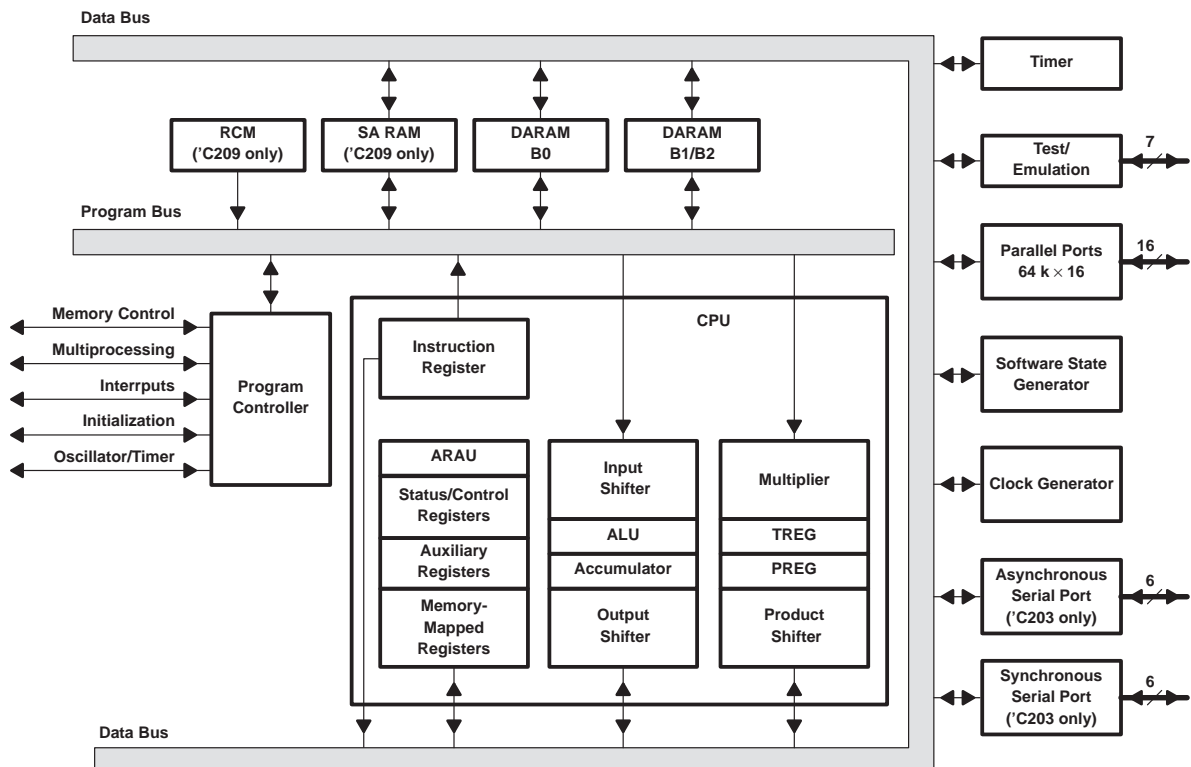 Data Bus
Timer
RCM
('C209 only)
SA RAM
('C209 only)
DARAM
B0
DARAM
B1/B2
Test/
Emulation
7
Program Bus
Parallel Ports
64 k × 16
16
Memory Control
Multiprocessing
Interrputs
Initialization
Oscillator/Timer
Program
Controller
CPU
Instruction
Register
Software State
Generator
ARAU
Status/Control
Registers
Auxiliary
Registers
Memory-
Mapped
Registers
Input
Shifter
ALU
Accumulator
Output
Shifter
Multiplier
TREG
PREG
Product
Shifter
Clock Generator
Asynchronous
Serial Port
('C203 only)
6
Synchronous
Serial Port
('C203 only)
6
Data Bus